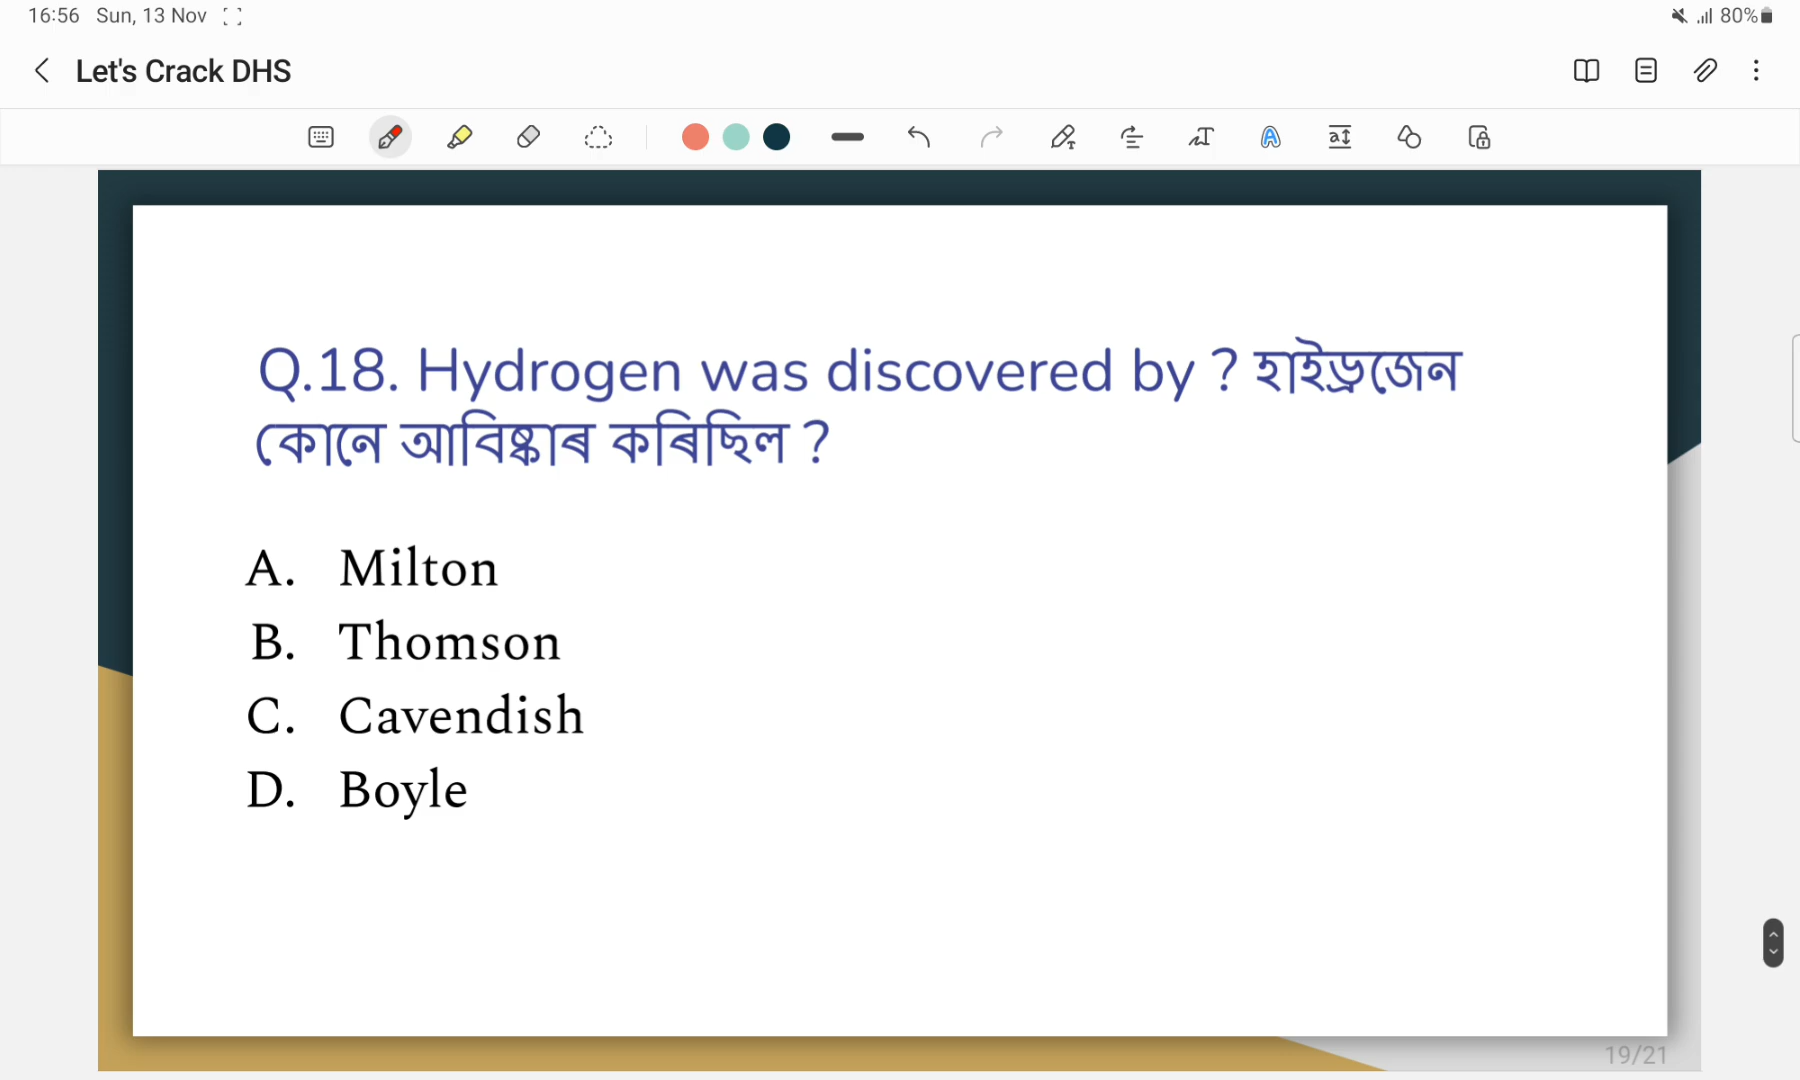 16:56 Sun, 13 Nov
80%
Let's Crack DHS
Q.18. Hydrogen was discovered by ? হাইড্ৰজেন
কোনে আবিষ্কাৰ কৰিছিল ?
A. Milton
B. Thomson
C. Cavendish
D. Boyle
19/21